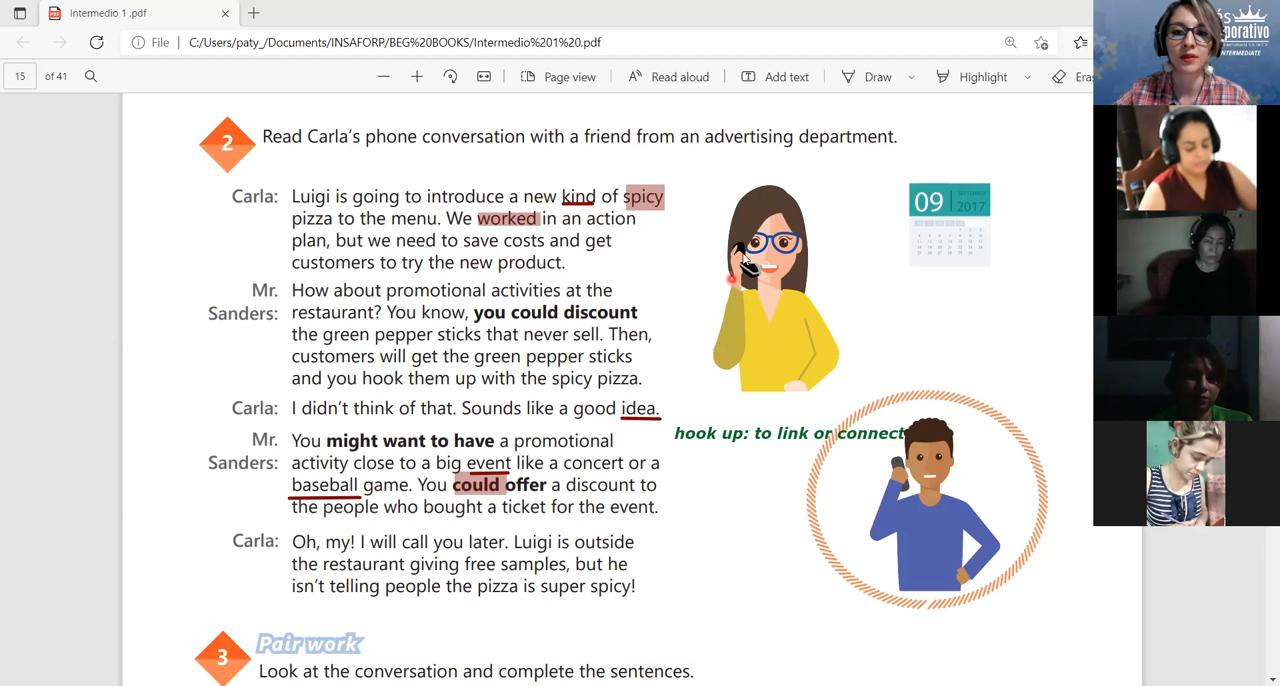 Intermedio 1 .pdf
File
C:/Users/paty_/Documents/INSAFORP/BEG%20BOOKS/Intermedio%201%20.pdf
15 of 41
Page view
Read aloud
Add text
Draw
Highlight
Eras
2
Read Carla's phone conversation with a friend from an advertising department.
Carla: Luigi is going to introduce a new kind of spicy
pizza to the menu. We worked in an action
plan, but we need to save costs and get
customers to try the new product.
Mr. How about promotional activities at the
Sanders: restaurant? You know, you could discount
the green pepper sticks that never sell. Then,
customers will get the green pepper sticks
and you hook them up with the spicy pizza.
Carla: I didn't think of that. Sounds like a good idea.
Mr. You might want to have a promotional
Sanders: activity close to a big event like a concert or a
baseball game. You could offer a discount to
the people who bought a ticket for the event.
Carla: Oh, my! I will call you later. Luigi is outside
the restaurant giving free samples, but he
isn't telling people the pizza is super spicy!
09
SEPTEMBER
2017
hook up: to link or connect
3
Pair work
Look at the conversation and complete the sentences.
és
rporativo
INTERMEDIATE